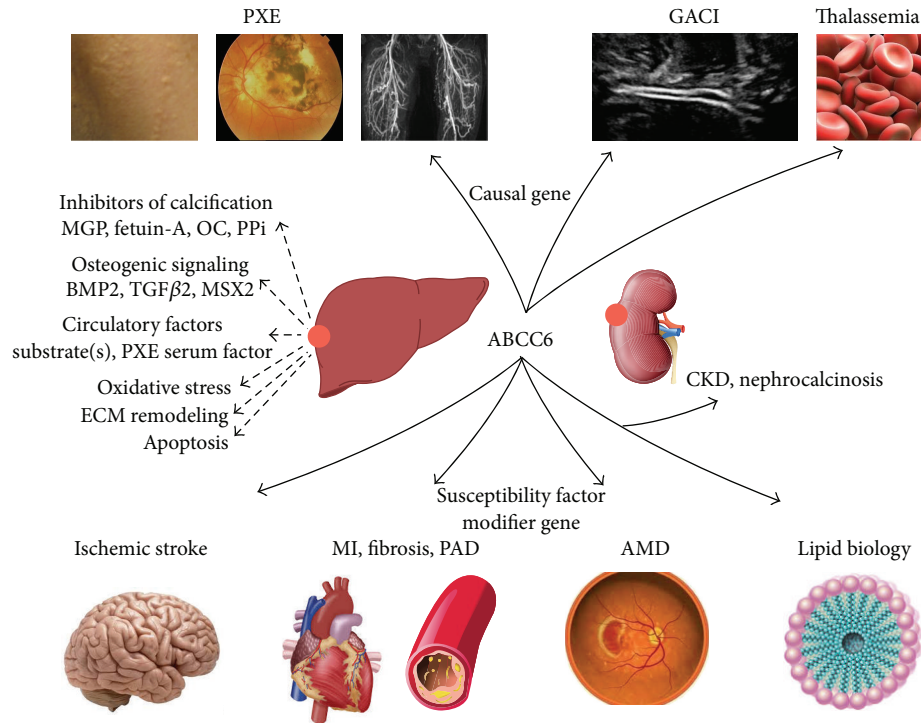 PXE
GACI
Thalassemia
Causal gene
Inhibitors of calcification
MGP, fetuin-A, OC, PPi
Osteogenic signaling
BMP2, TGFβ2, MSX2
Circulatory factors
substrate(s), PXE serum factor
Oxidative stress
ECM remodeling
Apoptosis
ABCC6
CKD, nephrocalcinosis
Susceptibility factor
modifier gene
Ischemic stroke
MI, fibrosis, PAD
AMD
Lipid biology